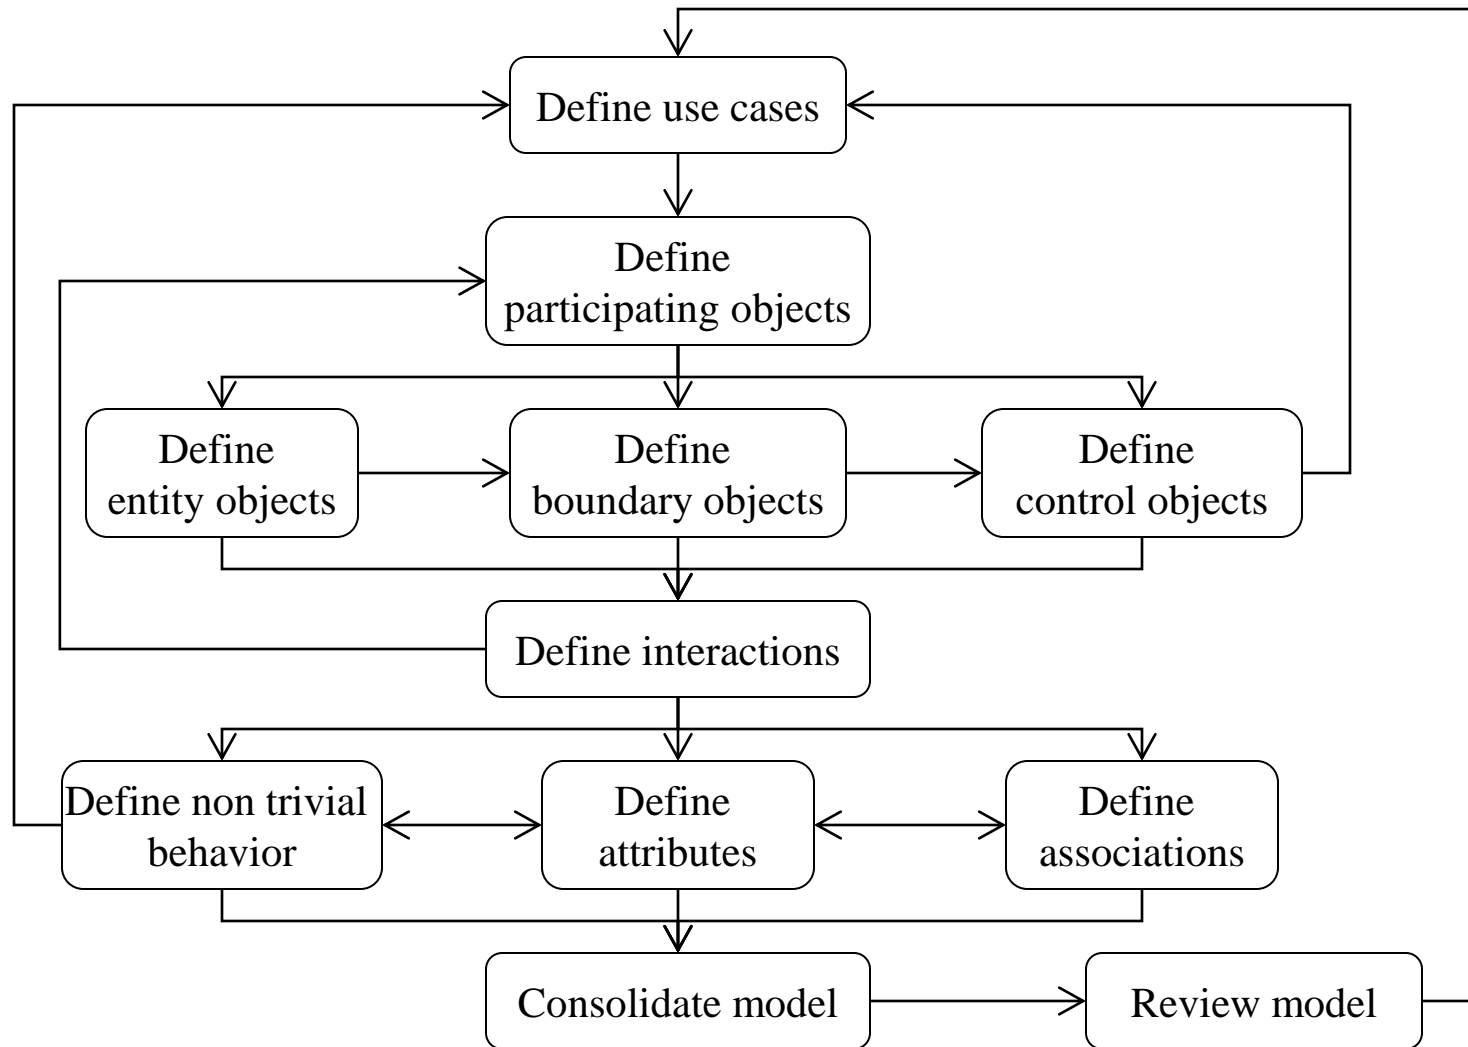 Define use cases
Define
participating objects
Define
entity objects
Define
boundary objects
Define
control objects
Define interactions
Define non trivial
behavior
Define
attributes
Define
associations
Consolidate model
Review model